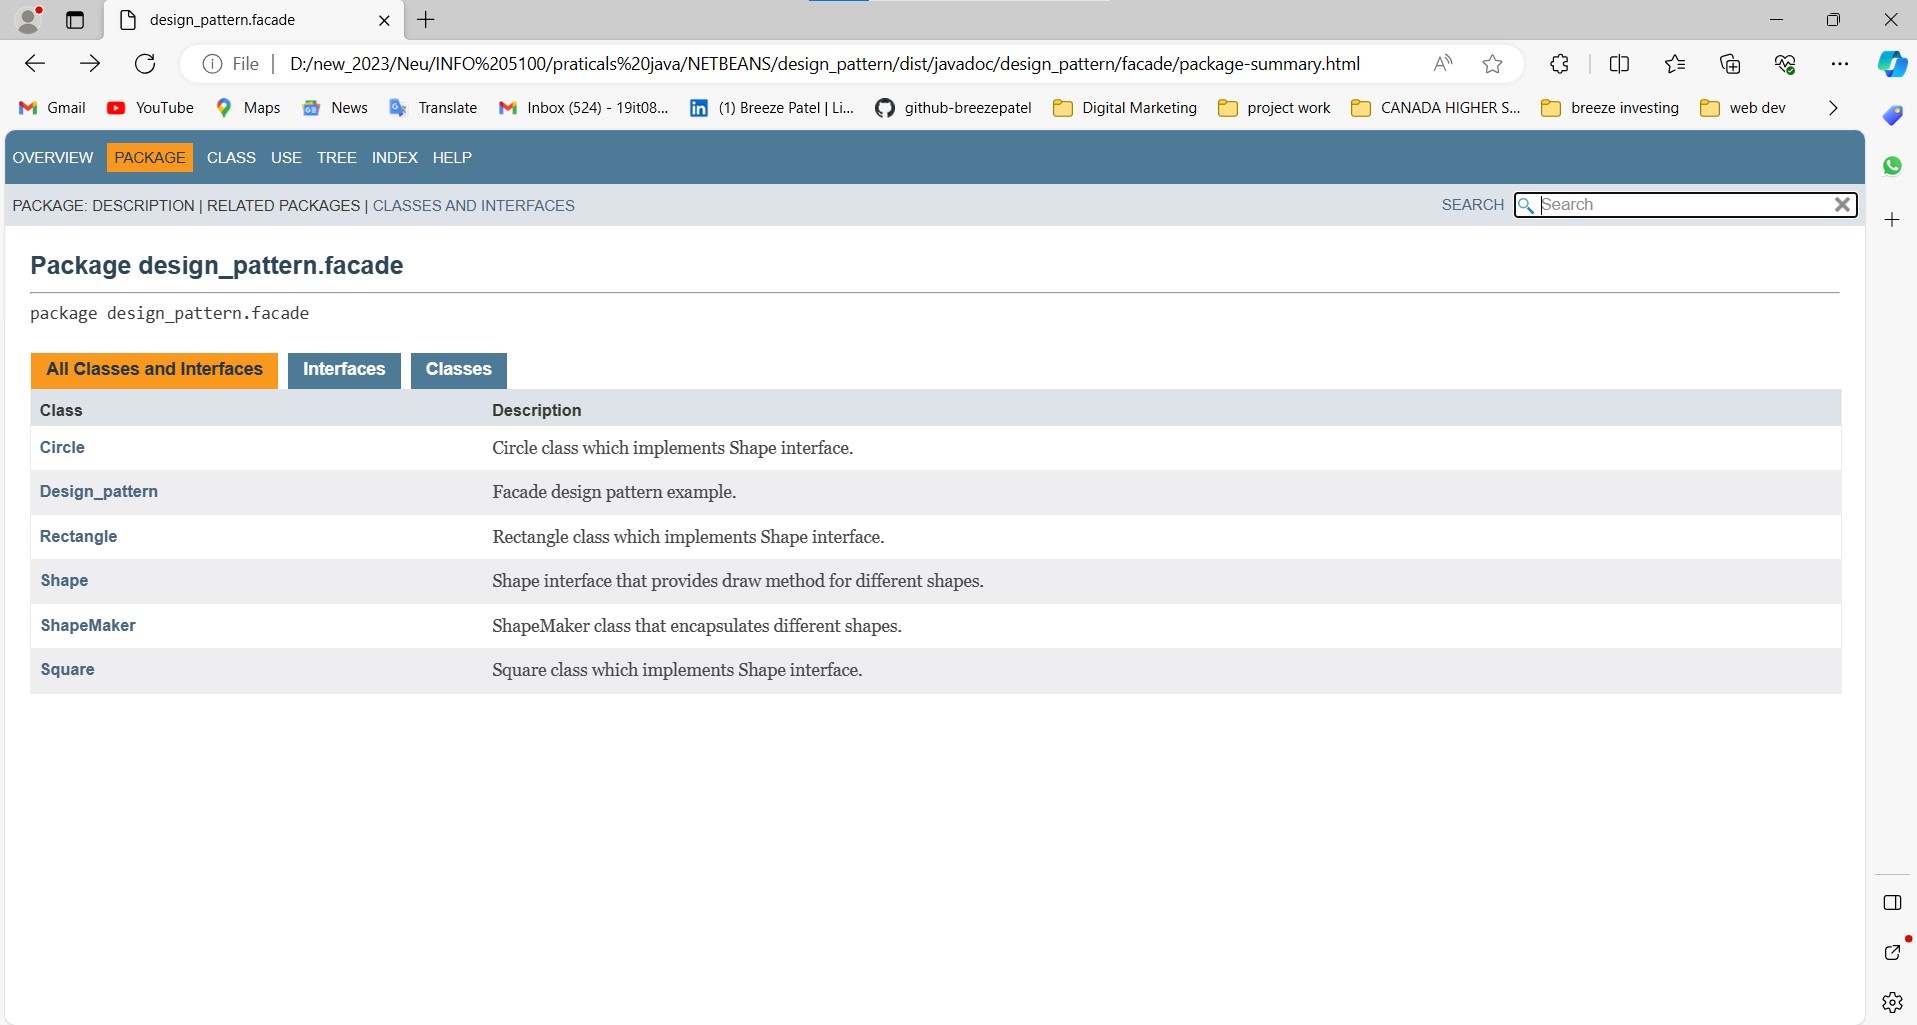 design_pattern.facade
File
D:/new_2023/Neu/INFO%205100/praticals%20java/NETBEANS/design_pattern/dist/javadoc/design_pattern/facade/package-summary.html
Gmail YouTube Maps News Translate Inbox (524) - 19it08... (1) Breeze Patel | Li... github-breezepatel Digital Marketing project work CANADA HIGHER S... breeze investing web dev
OVERVIEW PACKAGE CLASS USE TREE INDEX HELP
PACKAGE: DESCRIPTION | RELATED PACKAGES | CLASSES AND INTERFACES SEARCH Search
Package design_pattern.facade
package design_pattern.facade
All Classes and Interfaces Interfaces Classes
Class Description
Circle Circle class which implements Shape interface.
Design_pattern Facade design pattern example.
Rectangle Rectangle class which implements Shape interface.
Shape Shape interface that provides draw method for different shapes.
ShapeMaker ShapeMaker class that encapsulates different shapes.
Square Square class which implements Shape interface.